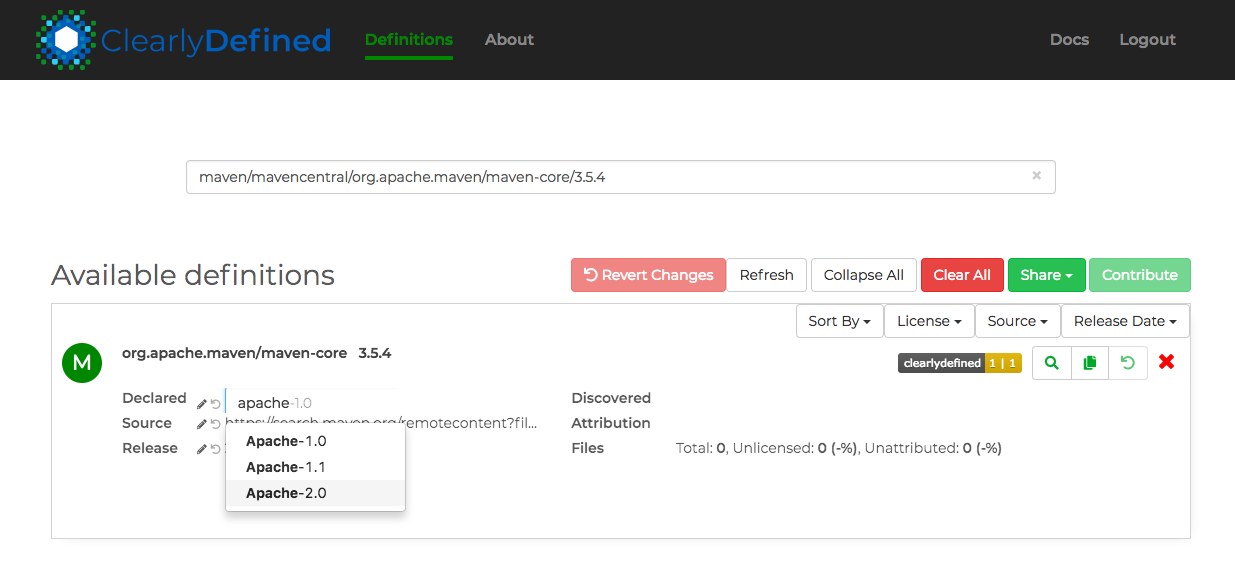 ClearlyDefined Definitions About Docs Logout
maven/mavencentral/org.apache.maven/maven-core/3.5.4 ×
Available definitions Revert Changes Refresh Collapse All Clear All Share Contribute
Sort By License Source Release Date
M org.apache.maven/maven-core 3.5.4 clearlydefined 1 | 1
Declared apache-1.0 Discovered
Source https://search.maven.org/remotecontent?fil... Attribution
Release Files Total: 0, Unlicensed: 0 (-%), Unattributed: 0 (-%)
Apache-1.0
Apache-1.1
Apache-2.0